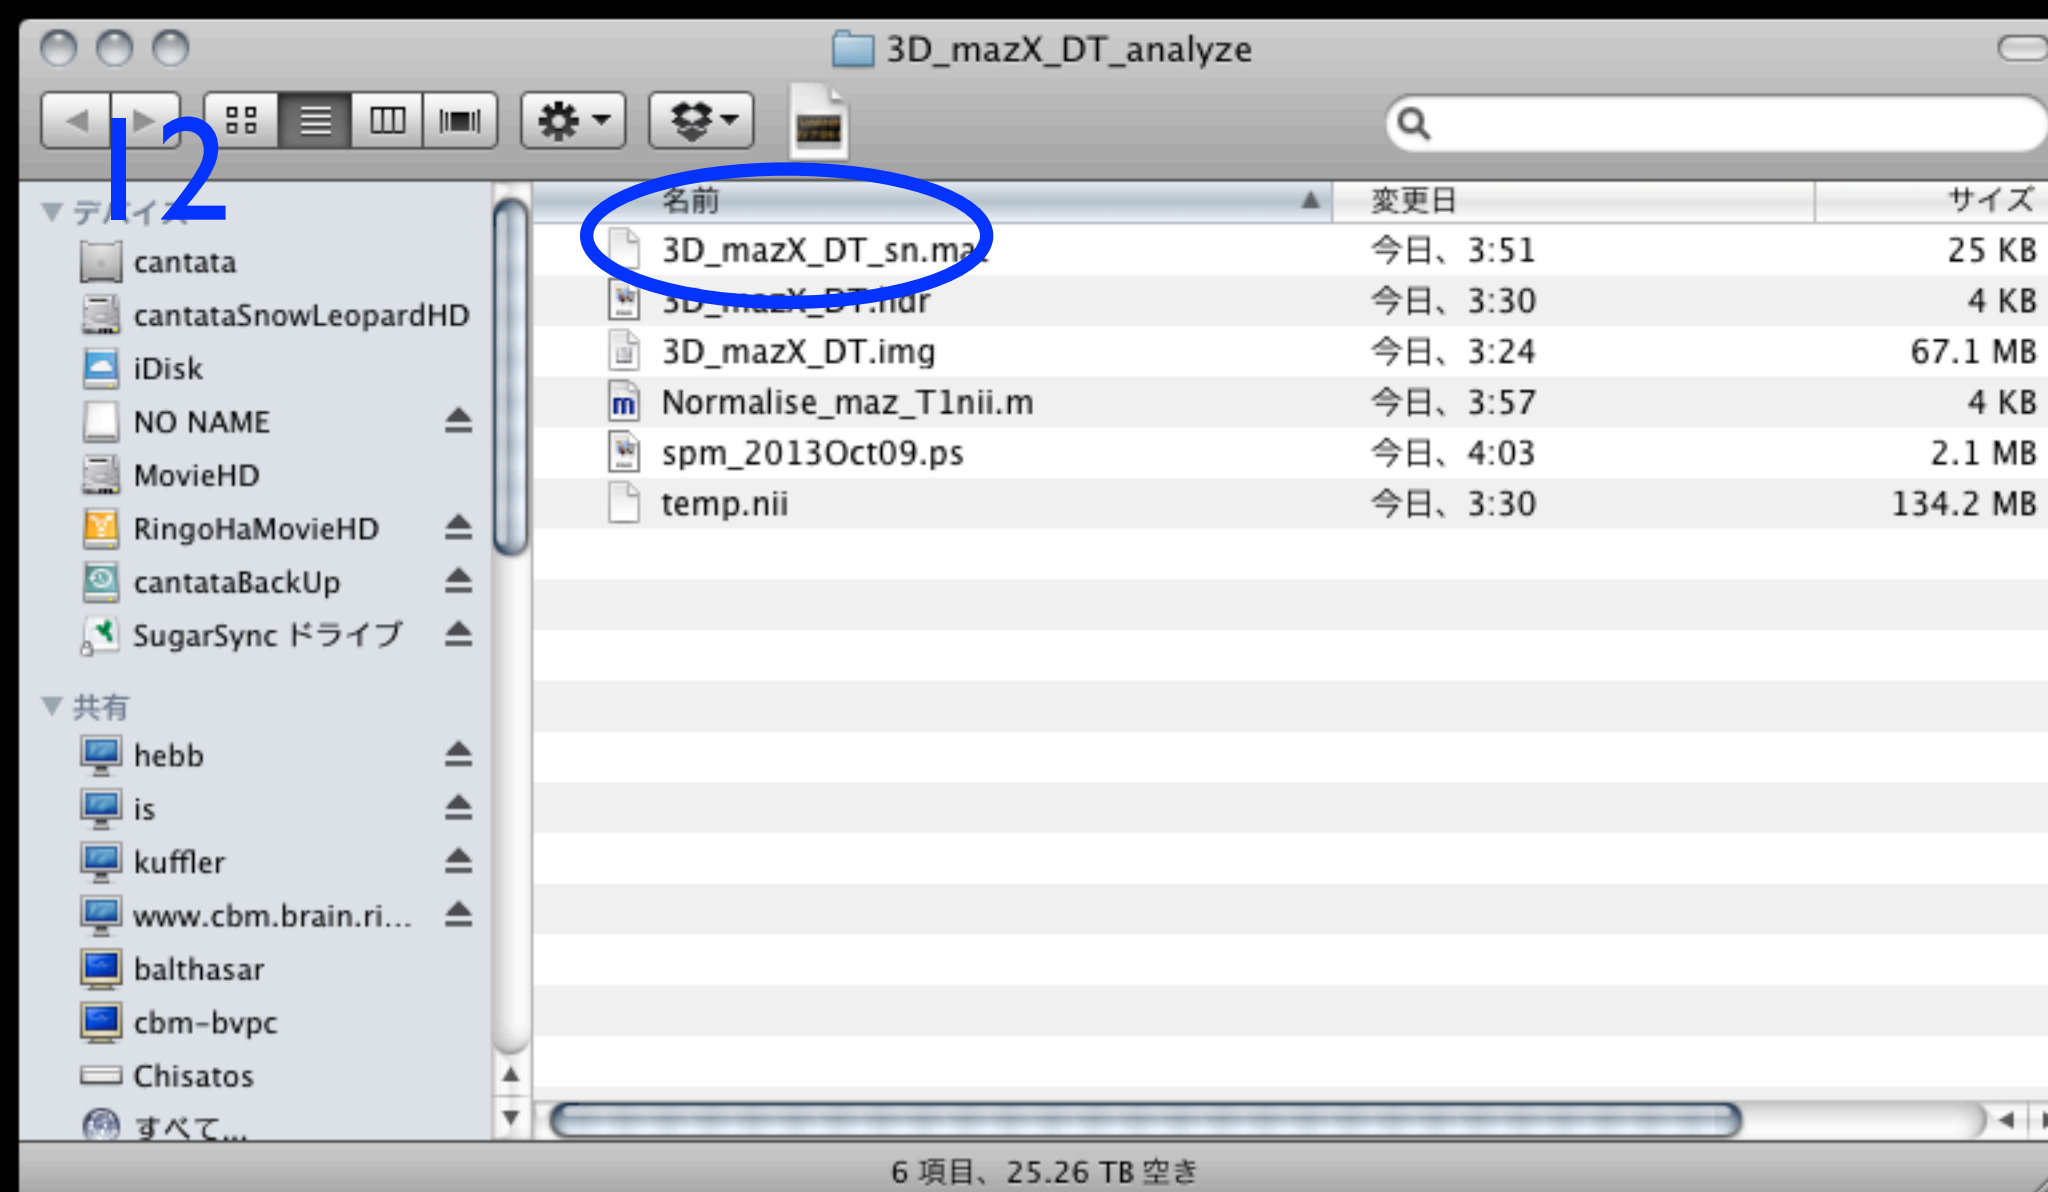 3D_mazX_DT_analyze
12
デバイス
cantata
cantataSnowLeopardHD
iDisk
NO NAME
MovieHD
RingoHaMovieHD
cantataBackUp
SugarSync ドライブ
共有
hebb
is
kuffler
www.cbm.brain.ri...
balthasar
cbm-bvpc
Chisatos
すべて...
名前 変更日 サイズ
3D_mazX_DT_sn.mat 今日、3:51 25 KB
3D_mazX_DT.hdr 今日、3:30 4 KB
3D_mazX_DT.img 今日、3:24 67.1 MB
Normalise_maz_T1nii.m 今日、3:57 4 KB
spm_2013Oct09.ps 今日、4:03 2.1 MB
temp.nii 今日、3:30 134.2 MB
6 項目、25.26 TB 空き